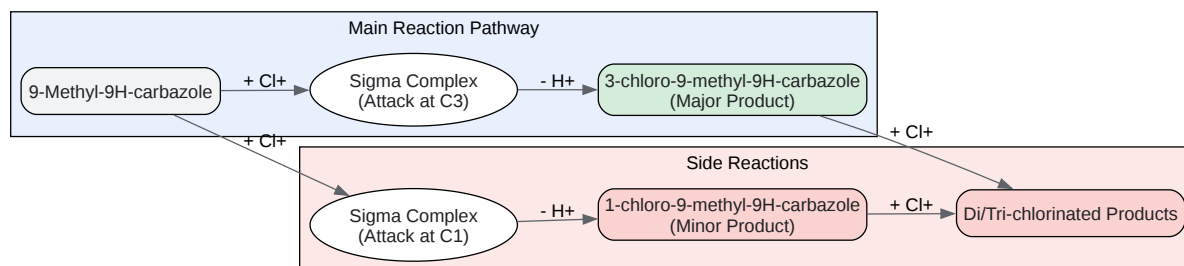 Main Reaction Pathway
9-Methyl-9H-carbazole
+ Cl+
Sigma Complex
(Attack at C3)
- H+
3-chloro-9-methyl-9H-carbazole
(Major Product)
+ Cl+
+ Cl+
Side Reactions
Sigma Complex
(Attack at C1)
- H+
1-chloro-9-methyl-9H-carbazole
(Minor Product)
+ Cl+
Di/Tri-chlorinated Products